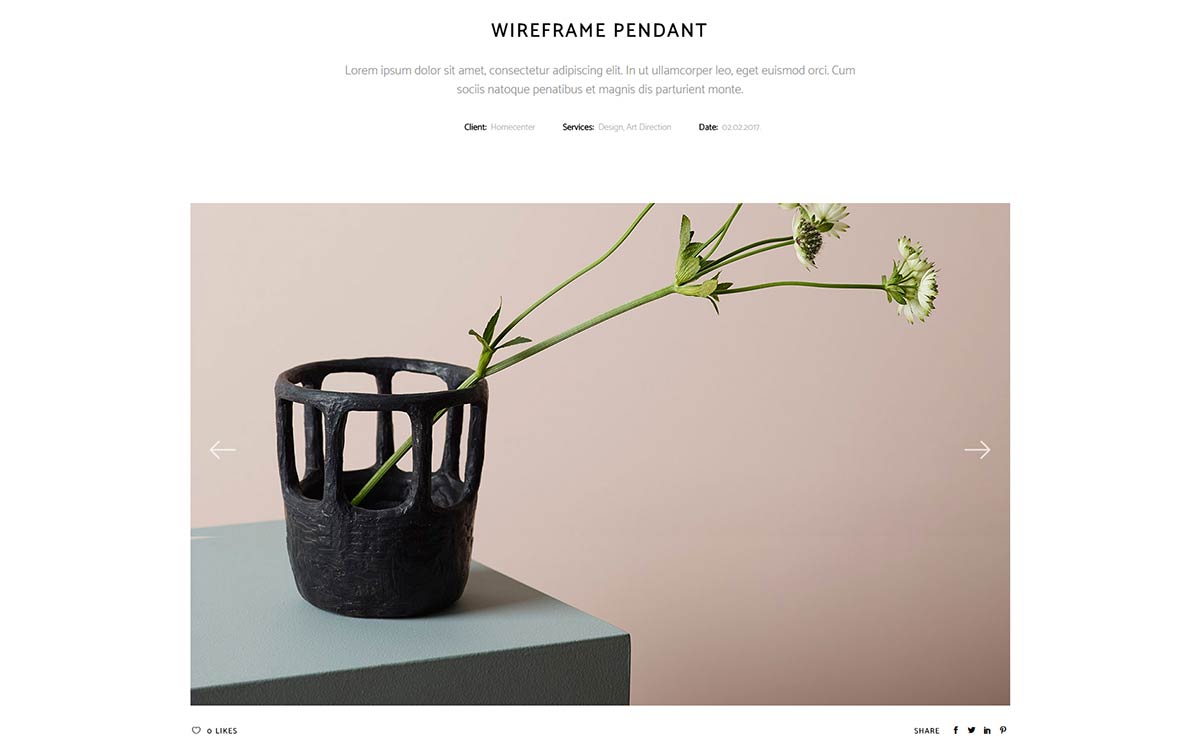 WIREFRAME PENDANT
Lorem ipsum dolor sit amet, consectetur adipiscing elit. In ut ullamcorper leo, eget euismod orci. Cum
sociis natoque penatibus et magnis dis parturient monte.
Client: Homecenter Services: Design, Art Direction Date: 02.02.2017
0 LIKES SHARE